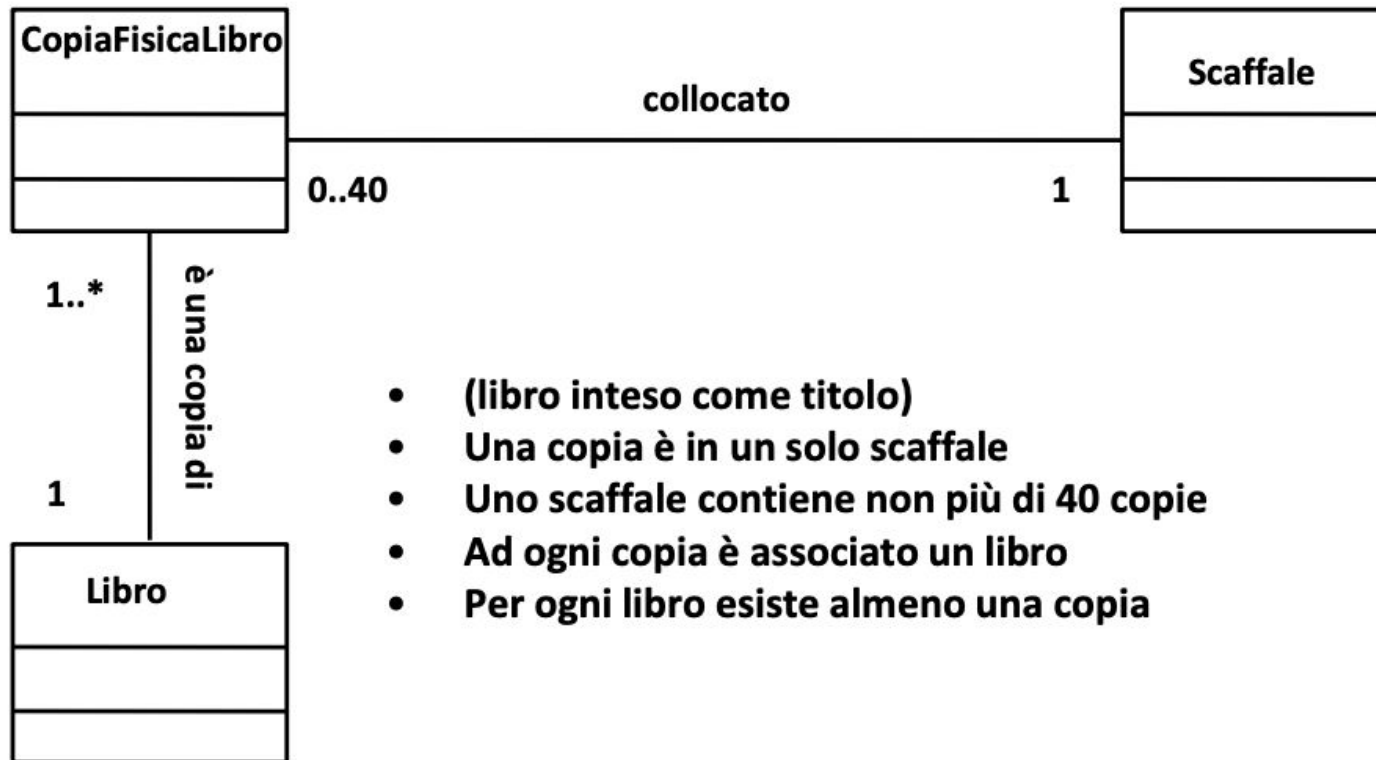 CopiaFisicaLibro
Scaffale
collocato
0..40
1
1..*
è una copia di
1
Libro
• (libro inteso come titolo)
• Una copia è in un solo scaffale
• Uno scaffale contiene non più di 40 copie
• Ad ogni copia è associato un libro
• Per ogni libro esiste almeno una copia